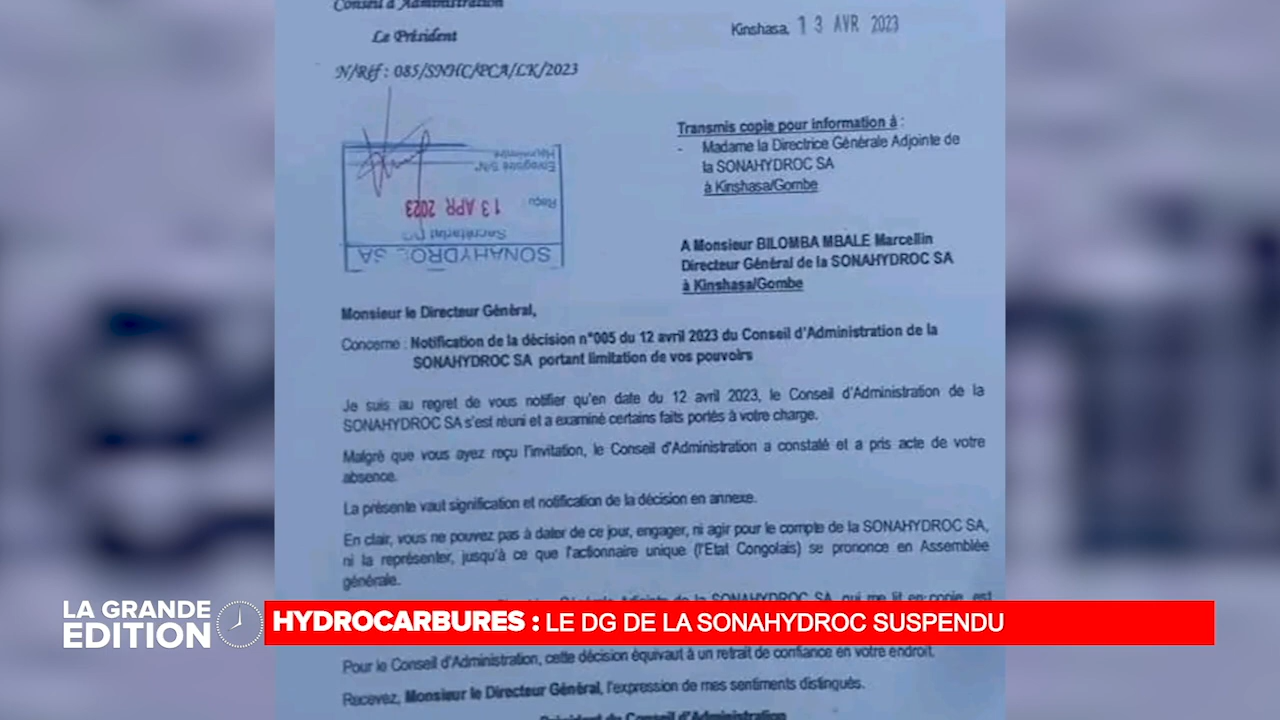 Conseil d'Administration
Le Président
N/Réf : 085/SNHC/PCA/LK/2023
Kinshasa, 13 AVR 2023
Transmis copie pour information à :
- Madame la Directrice Générale Adjointe de
la SONAHYDROC SA
à Kinshasa/Gombe
SONAHYDROC SA
Secrétariat DG
Reçu 13 APR 2023
Enregistré S/N°
A Monsieur BILOMBA MBALE Marcellin
Directeur Général de la SONAHYDROC SA
à Kinshasa/Gombe
Monsieur le Directeur Général,
Concerne : Notification de la décision n°005 du 12 avril 2023 du Conseil d'Administration de la
SONAHYDROC SA portant limitation de vos pouvoirs
Je suis au regret de vous notifier qu'en date du 12 avril 2023, le Conseil d'Administration de la
SONAHYDROC SA s'est réuni et a examiné certains faits portés à votre charge.
Malgré que vous ayez reçu l'invitation, le Conseil d'Administration a constaté et a pris acte de votre
absence.
La présente vaut signification et notification de la décision en annexe.
En clair, vous ne pouvez pas à dater de ce jour, engager, ni agir pour le compte de la SONAHYDROC SA,
ni la représenter, jusqu'à ce que l'actionnaire unique (l'Etat Congolais) se prononce en Assemblée
générale.
Générale Adjointe de la SONAHYDROC SA, qui me lit en copie, est
LA GRANDE
EDITION
HYDROCARBURES : LE DG DE LA SONAHYDROC SUSPENDU
Pour le Conseil d'Administration, cette décision équivaut à un retrait de confiance en votre endroit.
Recevez, Monsieur le Directeur Général, l'expression de mes sentiments distingués.
Président du Conseil d'Administration